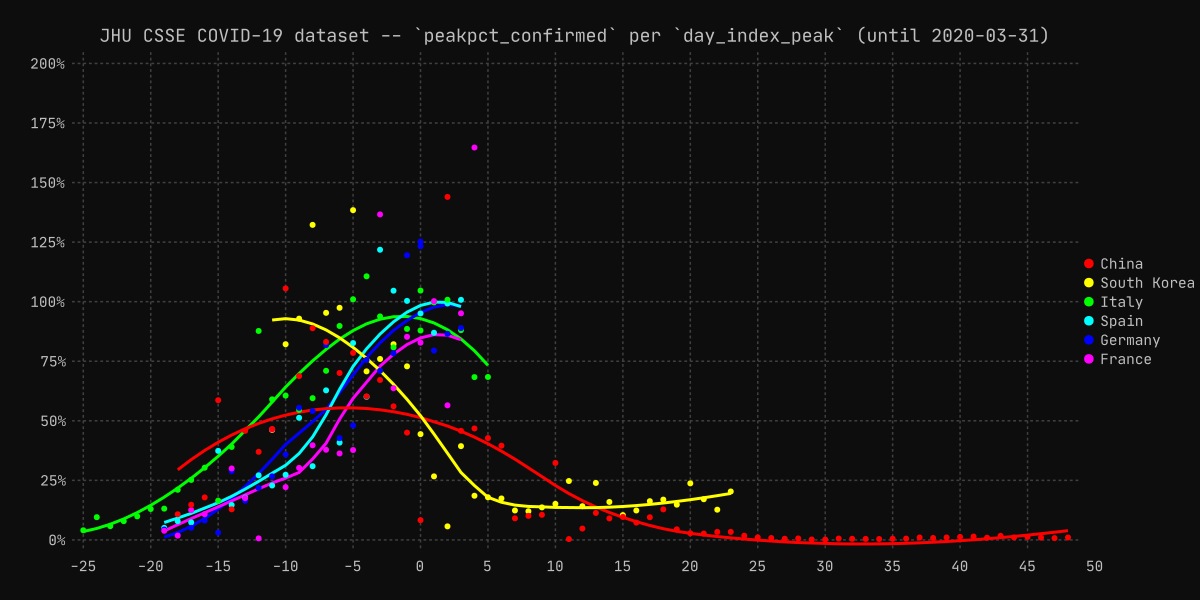 JHU CSSE COVID-19 dataset -- `peakpct_confirmed` per `day_index_peak` (until 2020-03-31)
200%
175%
150%
125%
100%
75%
50%
25%
0%
-25 -20 -15 -10 -5 0 5 10 15 20 25 30 35 40 45 50
China
South Korea
Italy
Spain
Germany
France